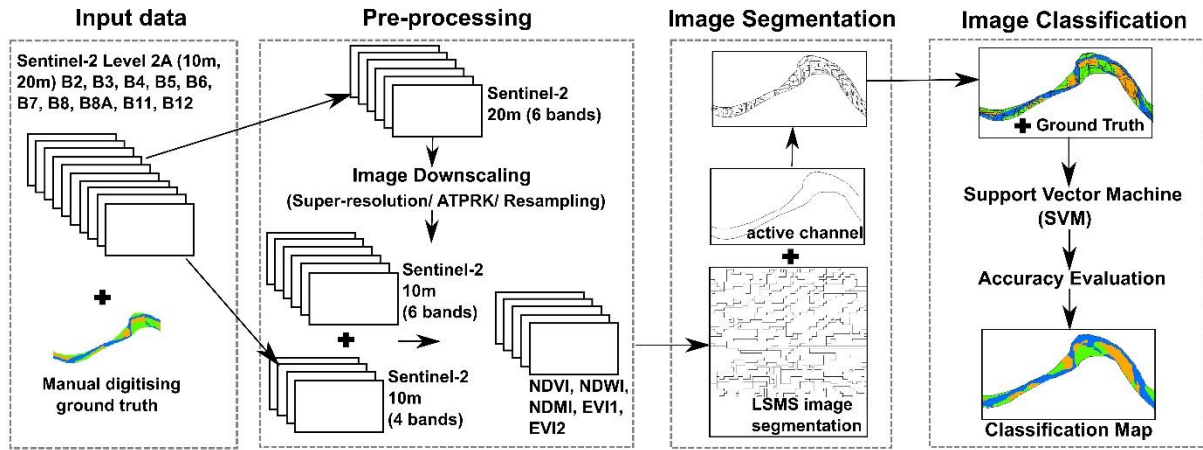 Input data
Sentinel-2 Level 2A (10m,
20m) B2, B3, B4, B5, B6,
B7, B8, B8A, B11, B12
Manual digitising
ground truth
Pre-processing
Sentinel-2
20m (6 bands)
Image Downscaling
(Super-resolution/ ATPRK/ Resampling)
Sentinel-2
10m
(6 bands)
Sentinel-2
10m
(4 bands)
NDVI, NDWI,
NDMI, EVI1,
EVI2
Image Segmentation
active channel
LSMS image
segmentation
Image Classification
Ground Truth
Support Vector Machine
(SVM)
Accuracy Evaluation
Classification Map